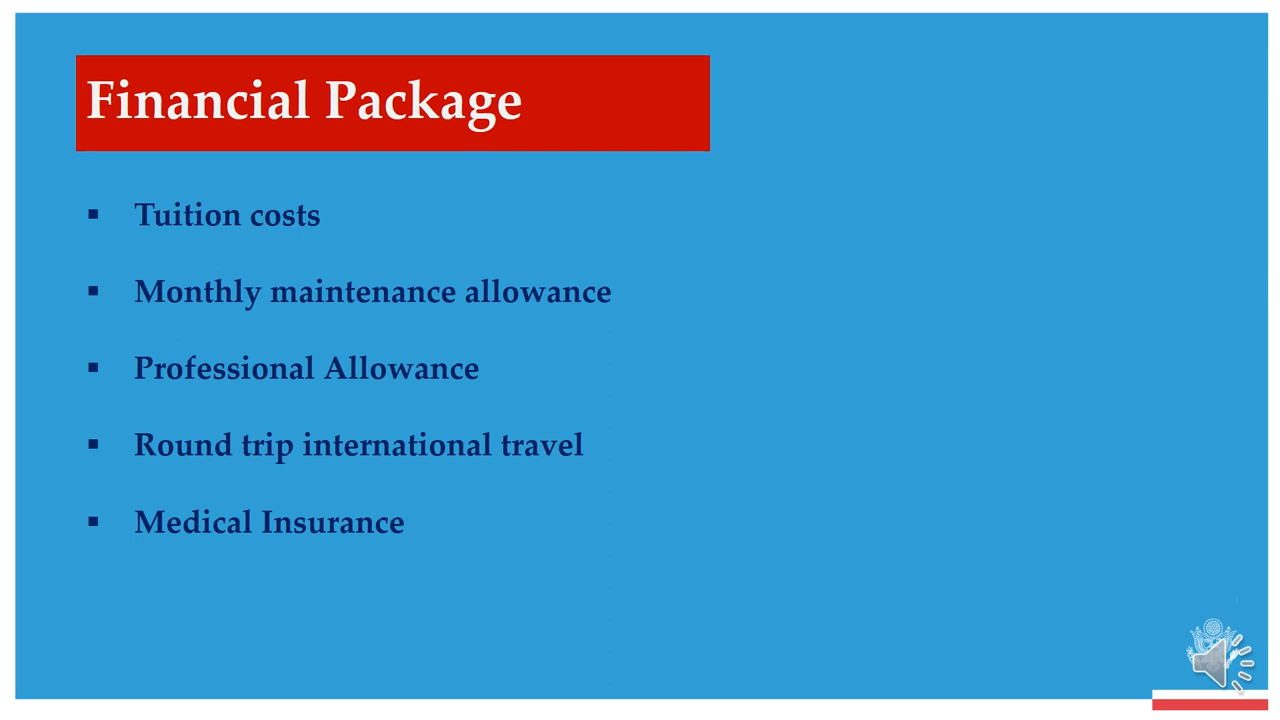 Financial Package
▪ Tuition costs
▪ Monthly maintenance allowance
▪ Professional Allowance
▪ Round trip international travel
▪ Medical Insurance